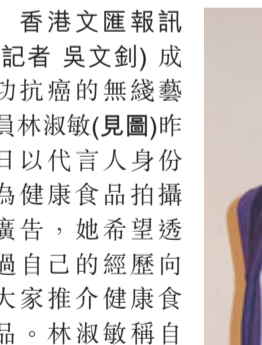 香港文匯報訊
記者 吳文釗) 成
功抗癌的無綫藝
員林淑敏(見圖)昨
日以代言人身份
為健康食品拍攝
廣告，她希望透
過自己的經歷向
大家推介健康食
品。林淑敏稱自